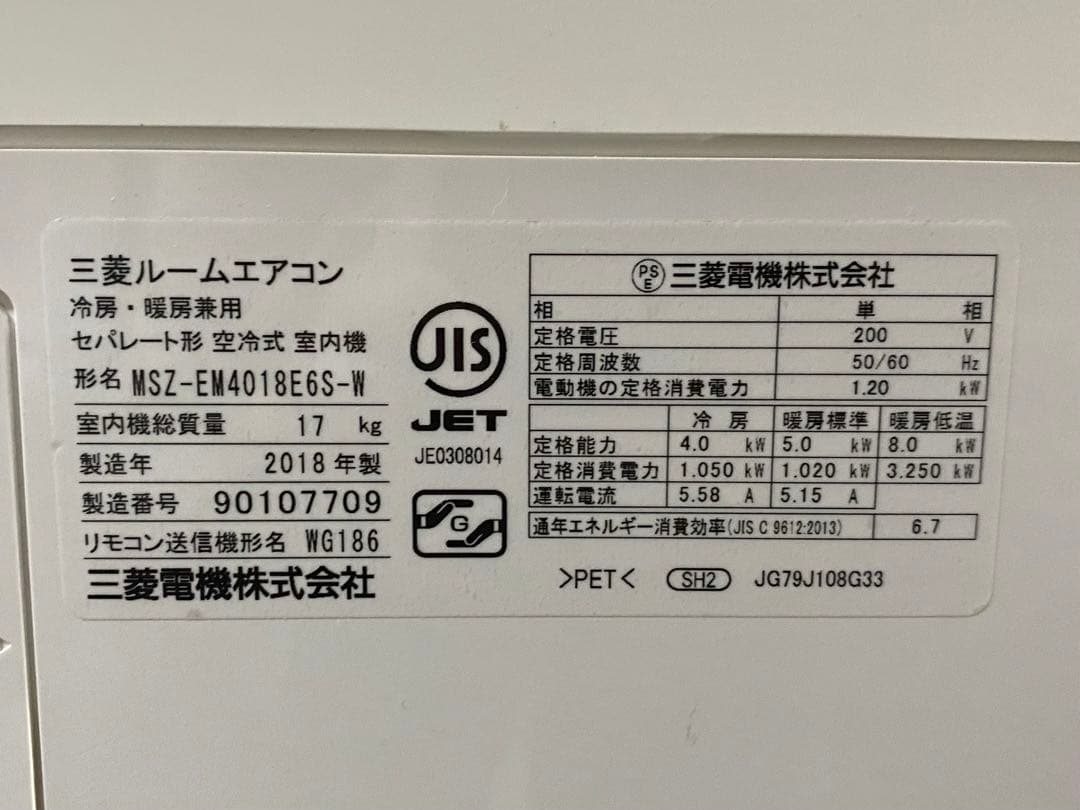 三菱ルームエアコン
冷房・暖房兼用
セパレート形 空冷式 室内機
形名 MSZ-EM4018E6S-W
室内機総質量 17 kg
製造年 2018年製
製造番号 90107709
リモコン送信機形名 WG186
三菱電機株式会社
JIS
JET
JE0308014
G
PS
E 三菱電機株式会社
相 単 相
定格電圧 200 V
定格周波数 50/60 Hz
電動機の定格消費電力 1.20 kW
冷房 暖房標準 暖房低温
定格能力 4.0 kW 5.0 kW 8.0 kW
定格消費電力 1.050 kW 1.020 kW 3.250 kW
運転電流 5.58 A 5.15 A
通年エネルギー消費効率(JIS C 9612:2013) 6.7
>PET< SH2 JG79J108G33